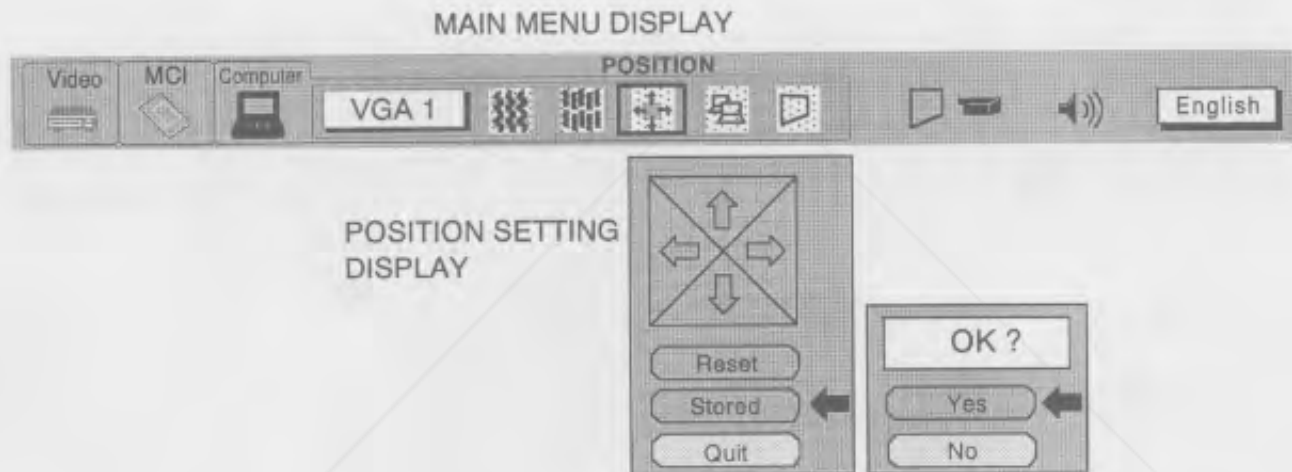 MAIN MENU DISPLAY
POSITION
Video MCI Computer VGA 1 English
POSITION SETTING
DISPLAY
OK ?
Reset
Stored Yes
Quit No